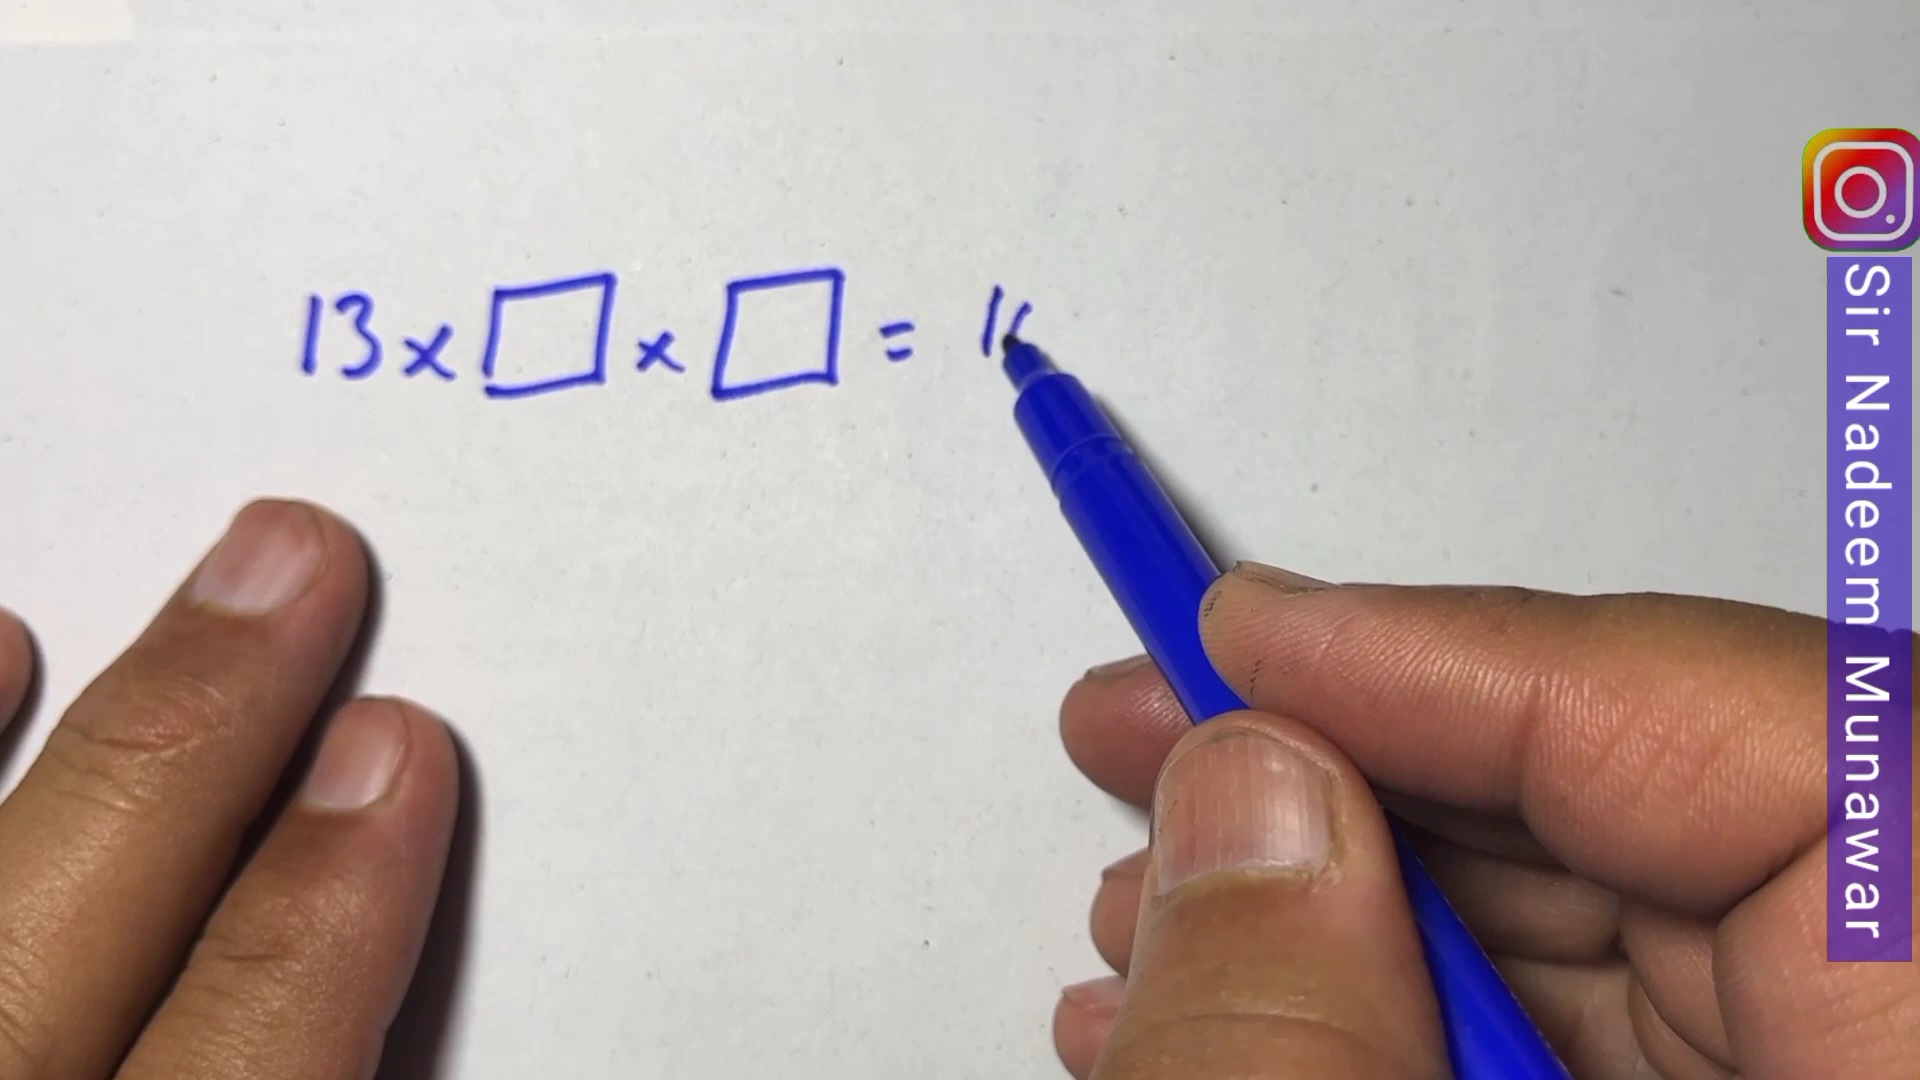 13 x □ x □ = 1
Sir Nadeem Munawar